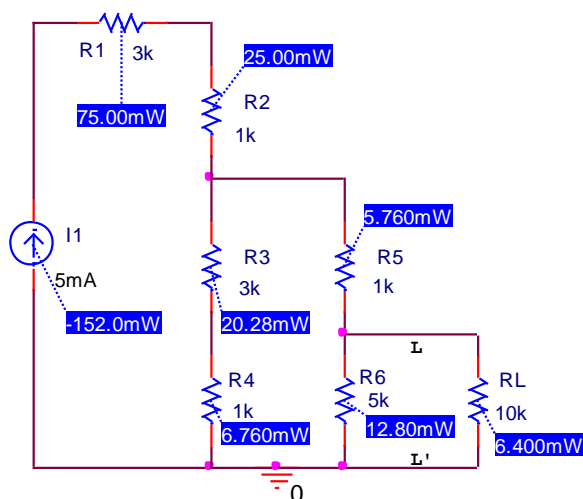 R1
3k
75.00mW
25.00mW
R2
1k
5.760mW
I1
5mA
-152.0mW
R3
3k
20.28mW
R5
1k
L
R4
1k
6.760mW
R6
5k
12.80mW
RL
10k
6.400mW
L'
0